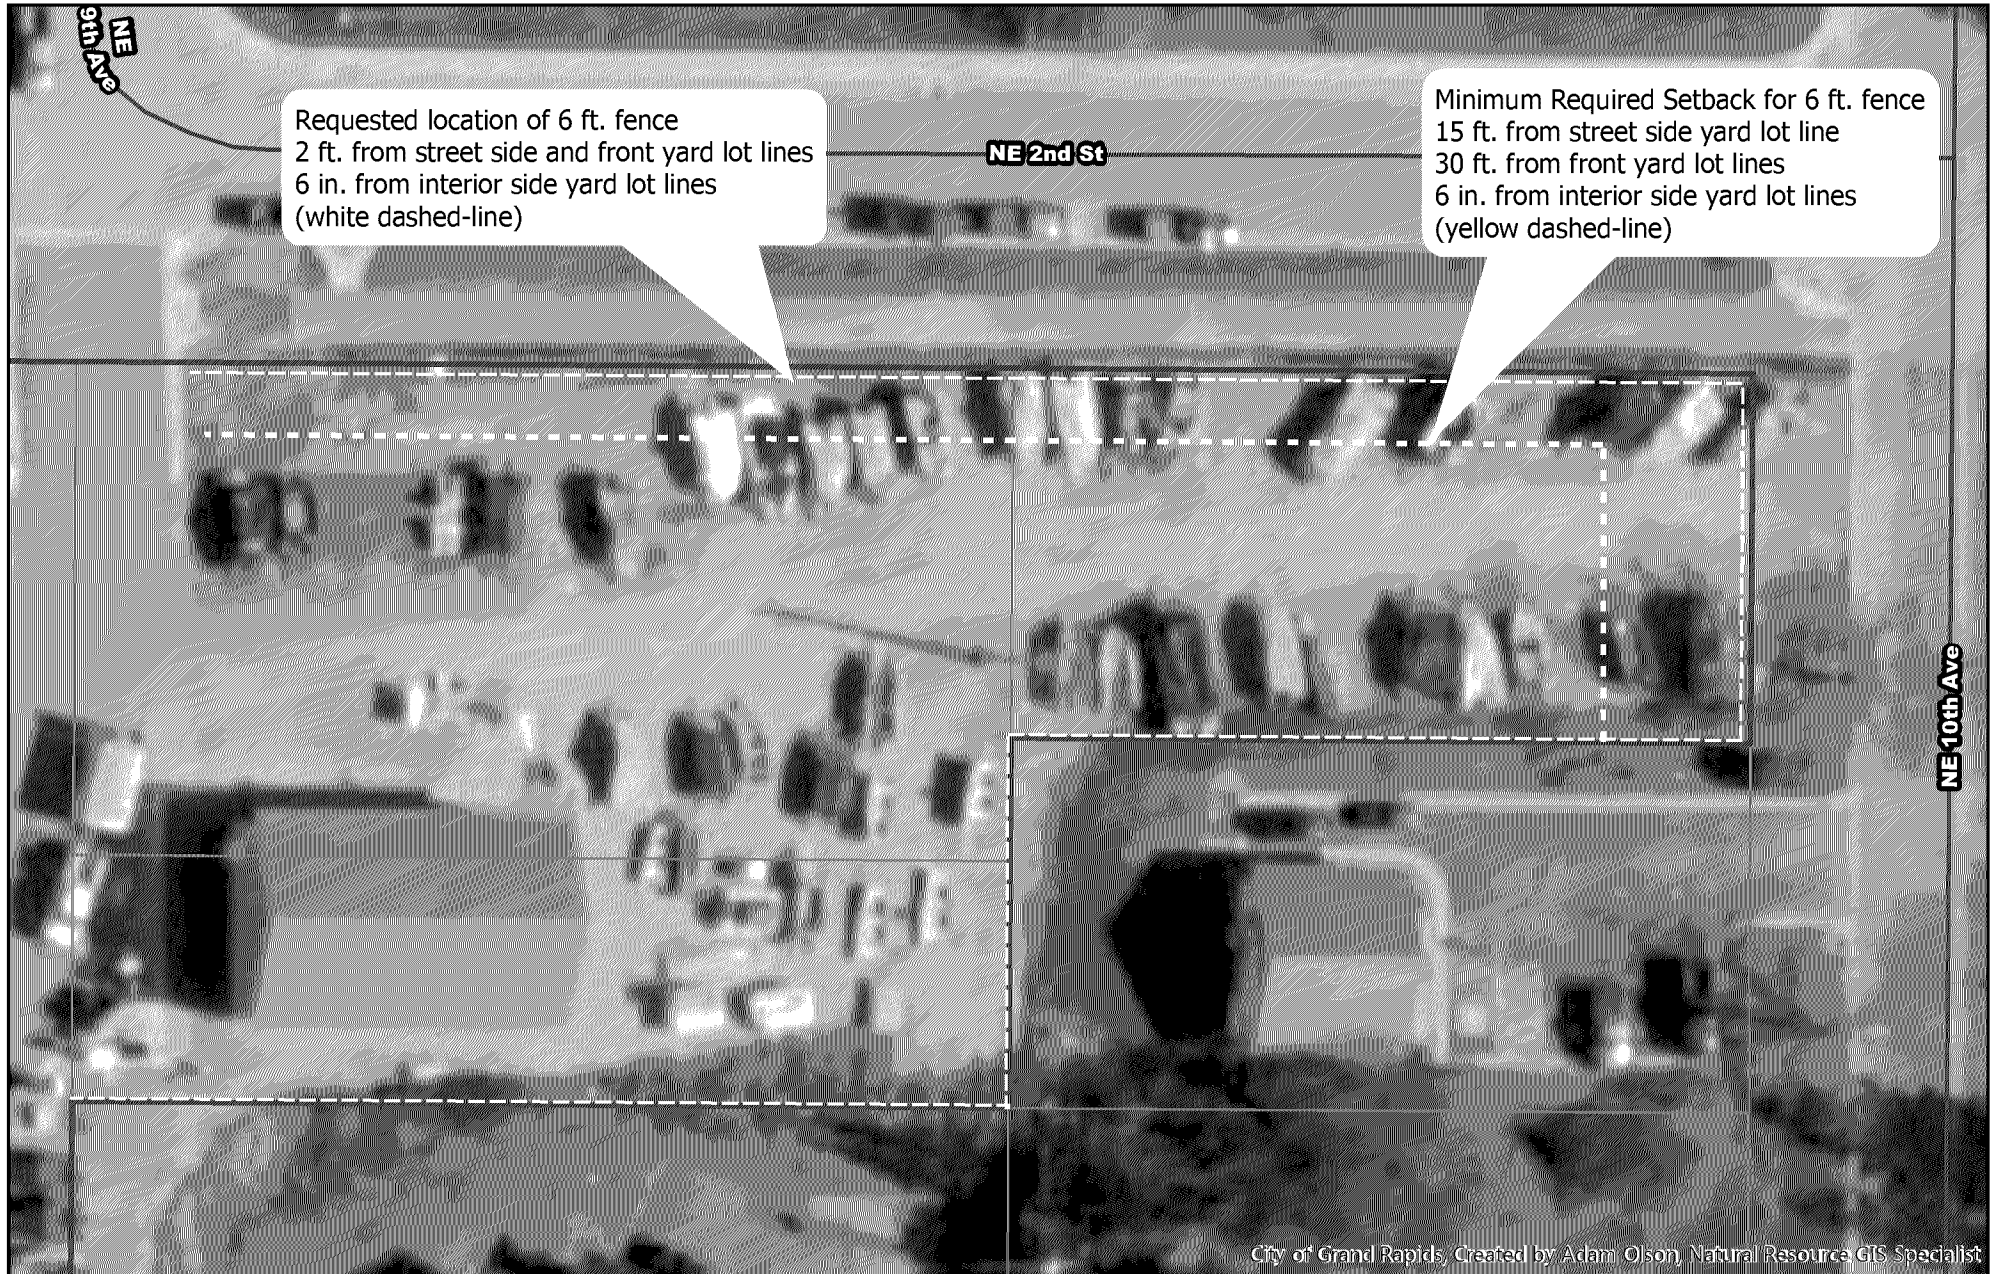 NE
9th Ave
Requested location of 6 ft. fence
2 ft. from street side and front yard lot lines
6 in. from interior side yard lot lines
(white dashed-line)
NE 2nd St
Minimum Required Setback for 6 ft. fence
15 ft. from street side yard lot line
30 ft. from front yard lot lines
6 in. from interior side yard lot lines
(yellow dashed-line)
NE 10th Ave
City of Grand Rapids, Created by Adam Olson, Natural Resource GIS Specialist